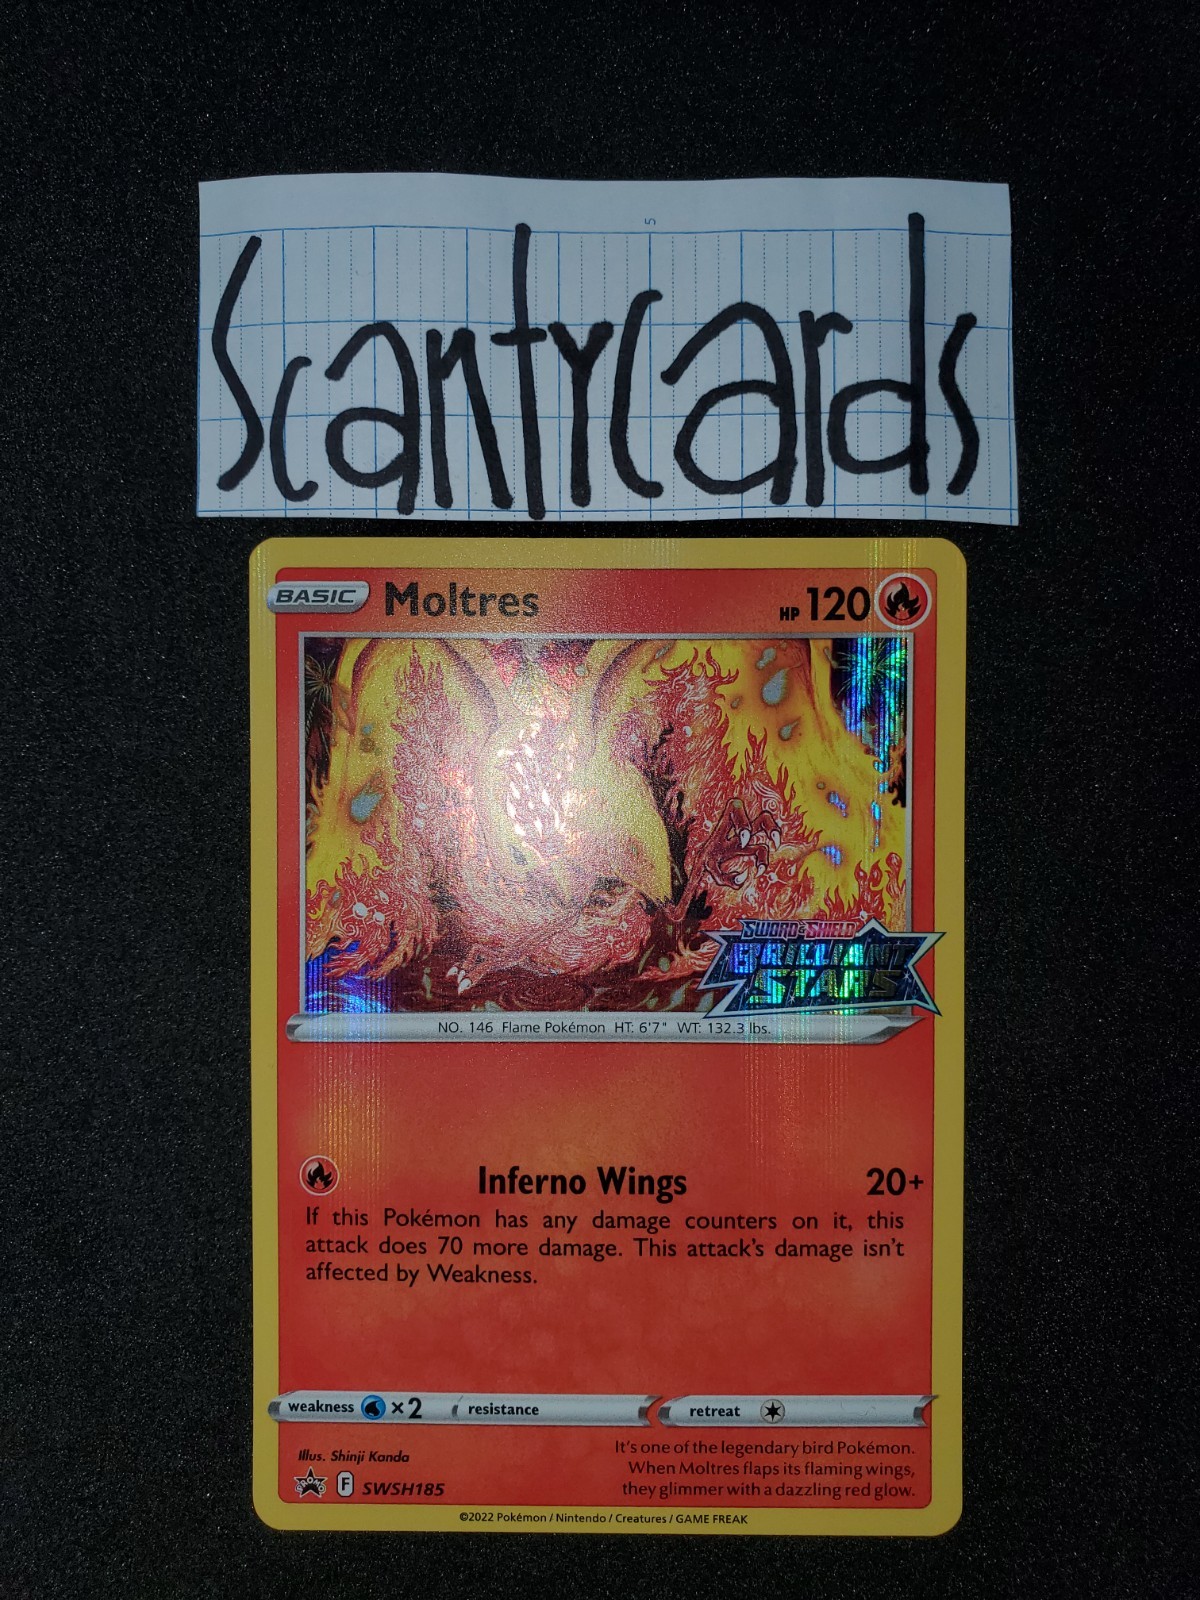 5
Scantycards
BASIC Moltres HP 120
SWORD & SHIELD
BRILLIANT
STARS
NO. 146 Flame Pokémon HT: 6'7" WT: 132.3 lbs.
Inferno Wings 20+
If this Pokémon has any damage counters on it, this
attack does 70 more damage. This attack's damage isn't
affected by Weakness.
weakness ×2 resistance retreat
Illus. Shinji Kanda
PROMO F SWSH185
It's one of the legendary bird Pokémon.
When Moltres flaps its flaming wings,
they glimmer with a dazzling red glow.
©2022 Pokémon / Nintendo / Creatures / GAME FREAK